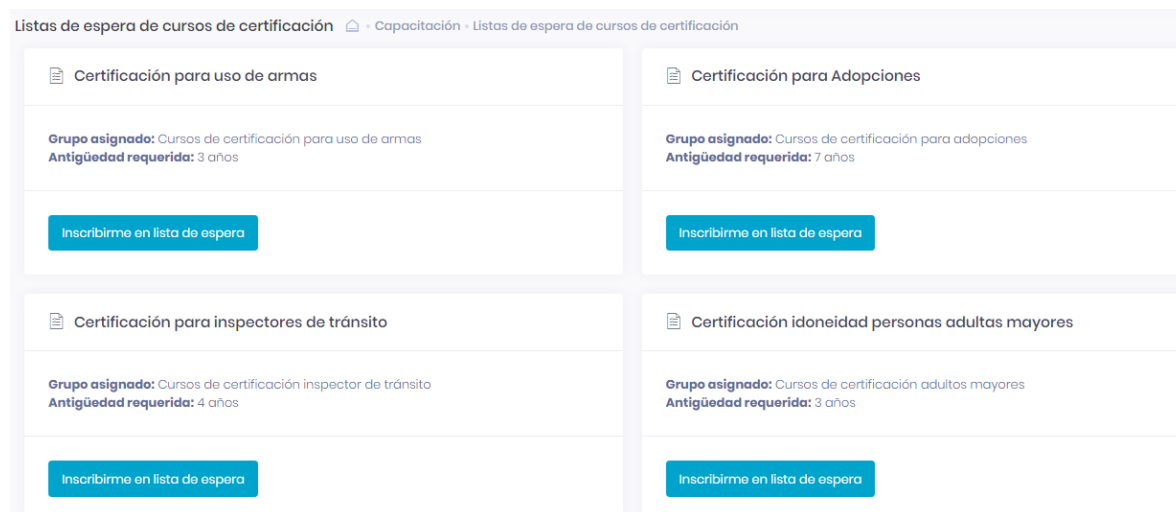 Listas de espera de cursos de certificación Capacitación Listas de espera de cursos de certificación
Certificación para uso de armas
Grupo asignado: Cursos de certificación para uso de armas
Antigüedad requerida: 3 años
Inscribirme en lista de espera
Certificación para Adopciones
Grupo asignado: Cursos de certificación para adopciones
Antigüedad requerida: 7 años
Inscribirme en lista de espera
Certificación para inspectores de tránsito
Grupo asignado: Cursos de certificación inspector de tránsito
Antigüedad requerida: 4 años
Inscribirme en lista de espera
Certificación idoneidad personas adultas mayores
Grupo asignado: Cursos de certificación adultos mayores
Antigüedad requerida: 3 años
Inscribirme en lista de espera